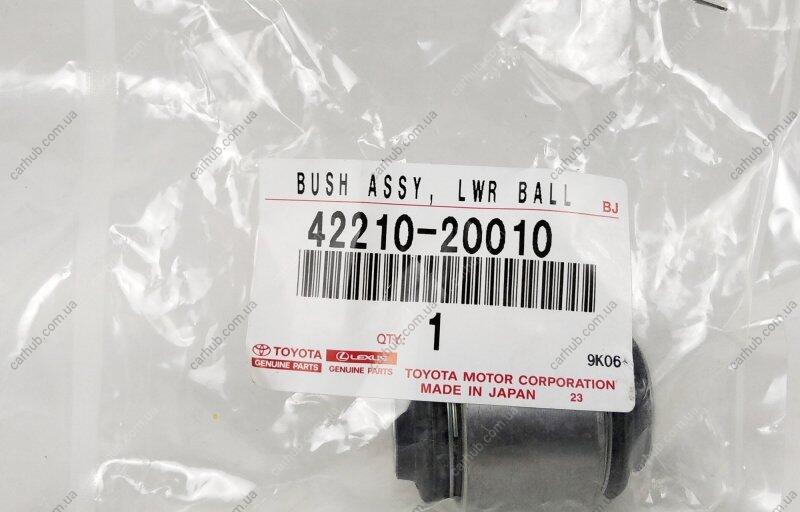 BUSH ASSY, LWR BALL
BJ
42210-20010
QTY: 1
9K06
TOYOTA
GENUINE PARTS
LEXUS
GENUINE PARTS
TOYOTA MOTOR CORPORATION
MADE IN JAPAN 23
carhub.com.ua